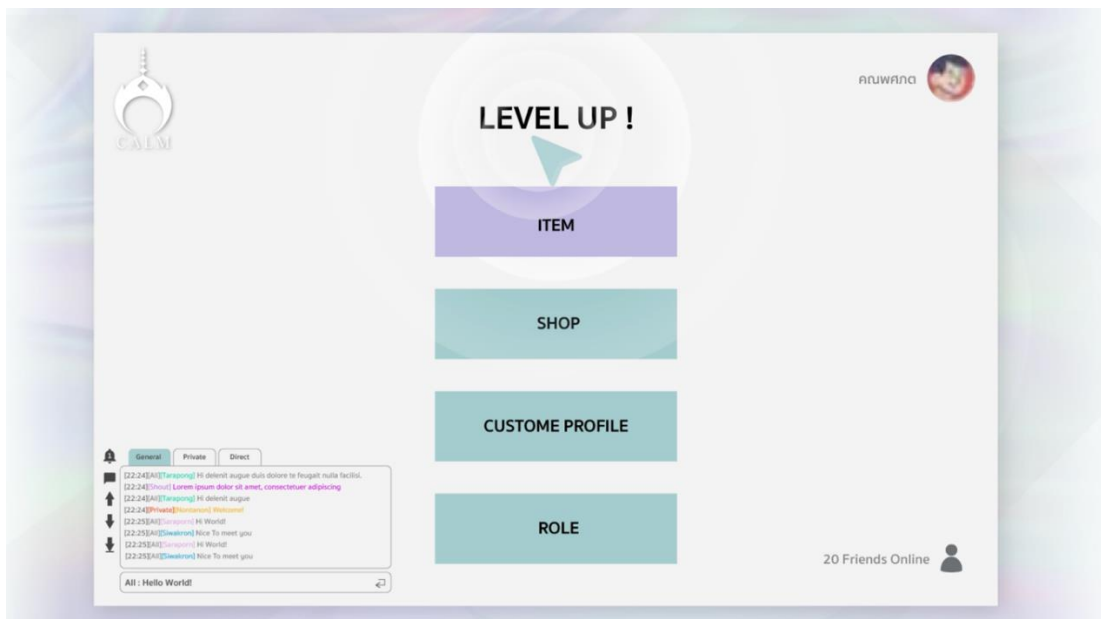 CALM
คณพศภต
LEVEL UP !
ITEM
SHOP
CUSTOME PROFILE
ROLE
General Private Direct
[22:24][All][Tarapong] Hi delenit augue duis dolore te feugait nulla facilisi.
[22:24][Shout] Lorem ipsum dolor sit amet, consectetuer adipiscing
[22:24][All][Tarapong] Hi delenit augue
[22:24][Private][Nontanon] Welcome!
[22:25][All][Saraporn] Hi World!
[22:25][All][Siwakron] Nice To meet you
[22:25][All][Saraporn] Hi World!
[22:25][All][Siwakron] Nice To meet you
All : Hello World!
20 Friends Online